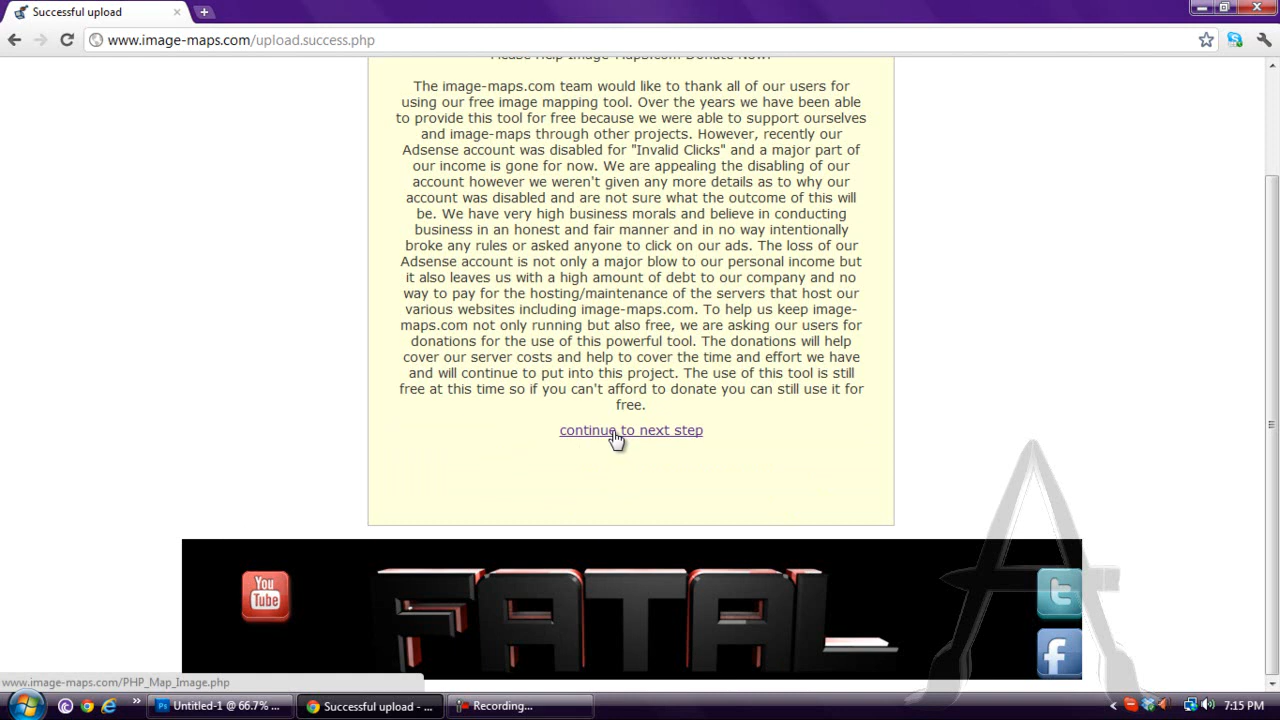 Successful upload
www.image-maps.com/upload.success.php
Please Help Image-Maps.com Donate Now!
The image-maps.com team would like to thank all of our users for
using our free image mapping tool. Over the years we have been able
to provide this tool for free because we were able to support ourselves
and image-maps through other projects. However, recently our
Adsense account was disabled for "Invalid Clicks" and a major part of
our income is gone for now. We are appealing the disabling of our
account however we weren't given any more details as to why our
account was disabled and are not sure what the outcome of this will
be. We have very high business morals and believe in conducting
business in an honest and fair manner and in no way intentionally
broke any rules or asked anyone to click on our ads. The loss of our
Adsense account is not only a major blow to our personal income but
it also leaves us with a high amount of debt to our company and no
way to pay for the hosting/maintenance of the servers that host our
various websites including image-maps.com. To help us keep image-
maps.com not only running but also free, we are asking our users for
donations for the use of this powerful tool. The donations will help
cover our server costs and help to cover the time and effort we have
and will continue to put into this project. The use of this tool is still
free at this time so if you can't afford to donate you can still use it for
free.
continue to next step
You
Tube
FATAL
t
f
A
www.image-maps.com/PHP_Map_Image.php
Untitled-1 @ 66.7% ...
Successful upload - ...
Recording...
7:15 PM